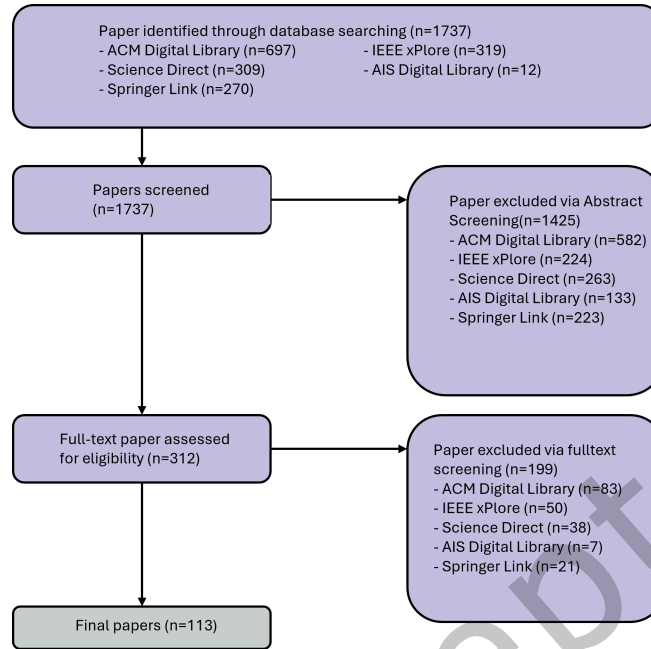 Paper identified through database searching (n=1737)
- ACM Digital Library (n=697) - IEEE xPlore (n=319)
- Science Direct (n=309) - AIS Digital Library (n=12)
- Springer Link (n=270)
Papers screened
(n=1737)
Paper excluded via Abstract
Screening(n=1425)
- ACM Digital Library (n=582)
- IEEE xPlore (n=224)
- Science Direct (n=263)
- AIS Digital Library (n=133)
- Springer Link (n=223)
Full-text paper assessed
for eligibility (n=312)
Paper excluded via fulltext
screening (n=199)
- ACM Digital Library (n=83)
- IEEE xPlore (n=50)
- Science Direct (n=38)
- AIS Digital Library (n=7)
- Springer Link (n=21)
Final papers (n=113)
ept